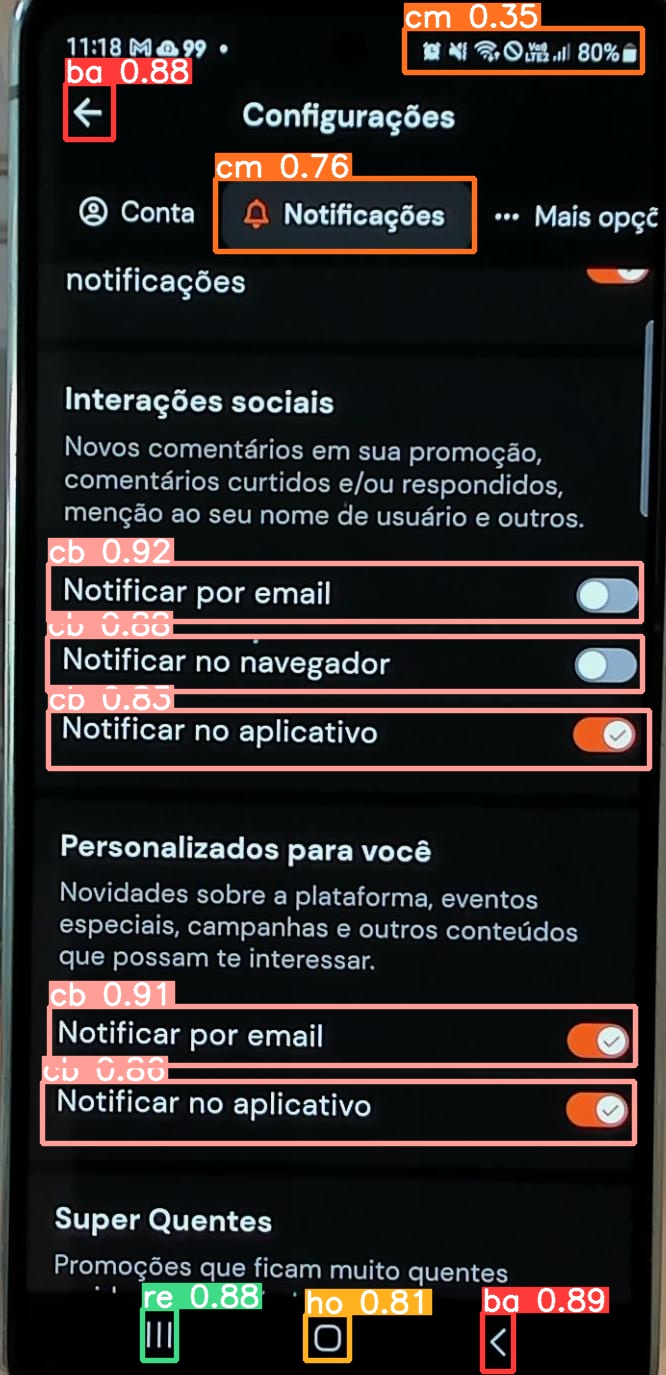 cm 0.35
11:18 99 • Vo) LTE2 80%
ba 0.88
Configurações
cm 0.76
Conta Notificações ••• Mais opçõ
notificações
Interações sociais
Novos comentários em sua promoção,
comentários curtidos e/ou respondidos,
menção ao seu nome de usuário e outros.
cb 0.92
Notificar por email
cb 0.88
Notificar no navegador
cb 0.83
Notificar no aplicativo
Personalizados para você
Novidades sobre a plataforma, eventos
especiais, campanhas e outros conteúdos
que possam te interessar.
cb 0.91
Notificar por email
cb 0.86
Notificar no aplicativo
Super Quentes
Promoções que ficam muito quentes
re 0.88 ho 0.81 ba 0.89